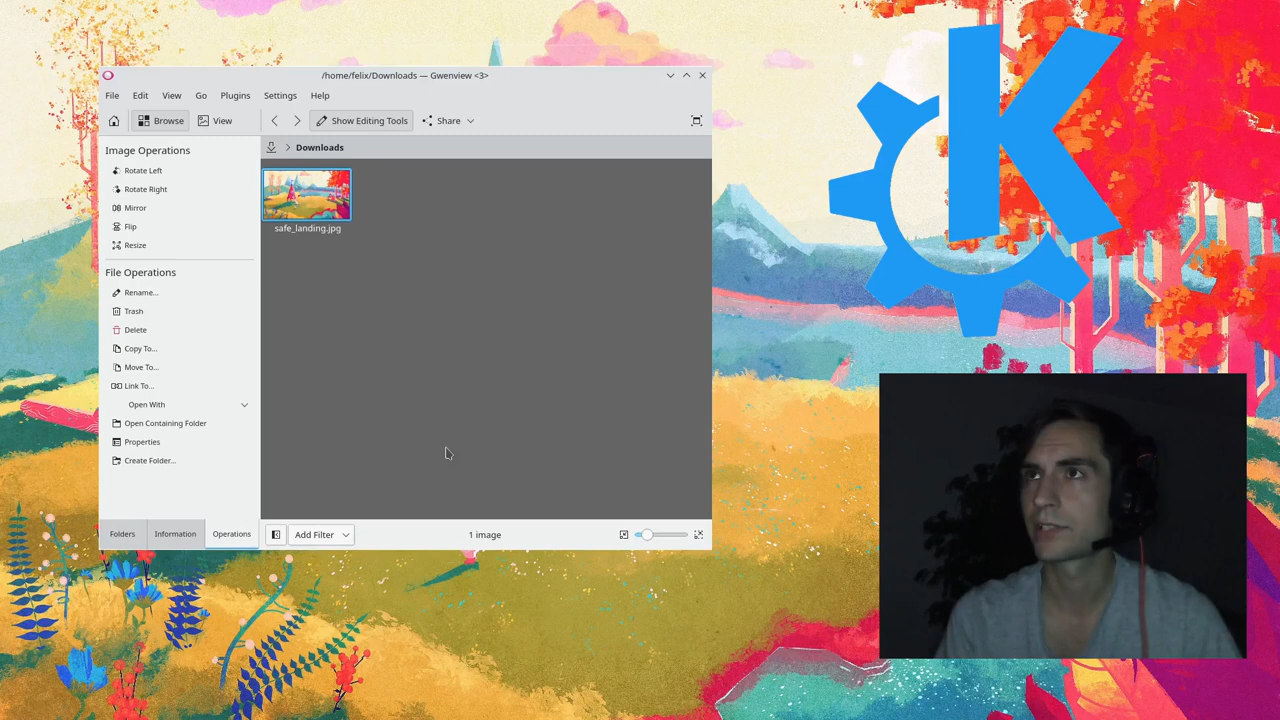 /home/felix/Downloads — Gwenview <3>
File Edit View Go Plugins Settings Help
Browse View Show Editing Tools Share
Image Operations
Rotate Left
Rotate Right
Mirror
Flip
Resize
File Operations
Rename...
Trash
Delete
Copy To...
Move To...
Link To...
Open With
Open Containing Folder
Properties
Create Folder...
Folders Information Operations
Downloads
safe_landing.jpg
Add Filter 1 image
K